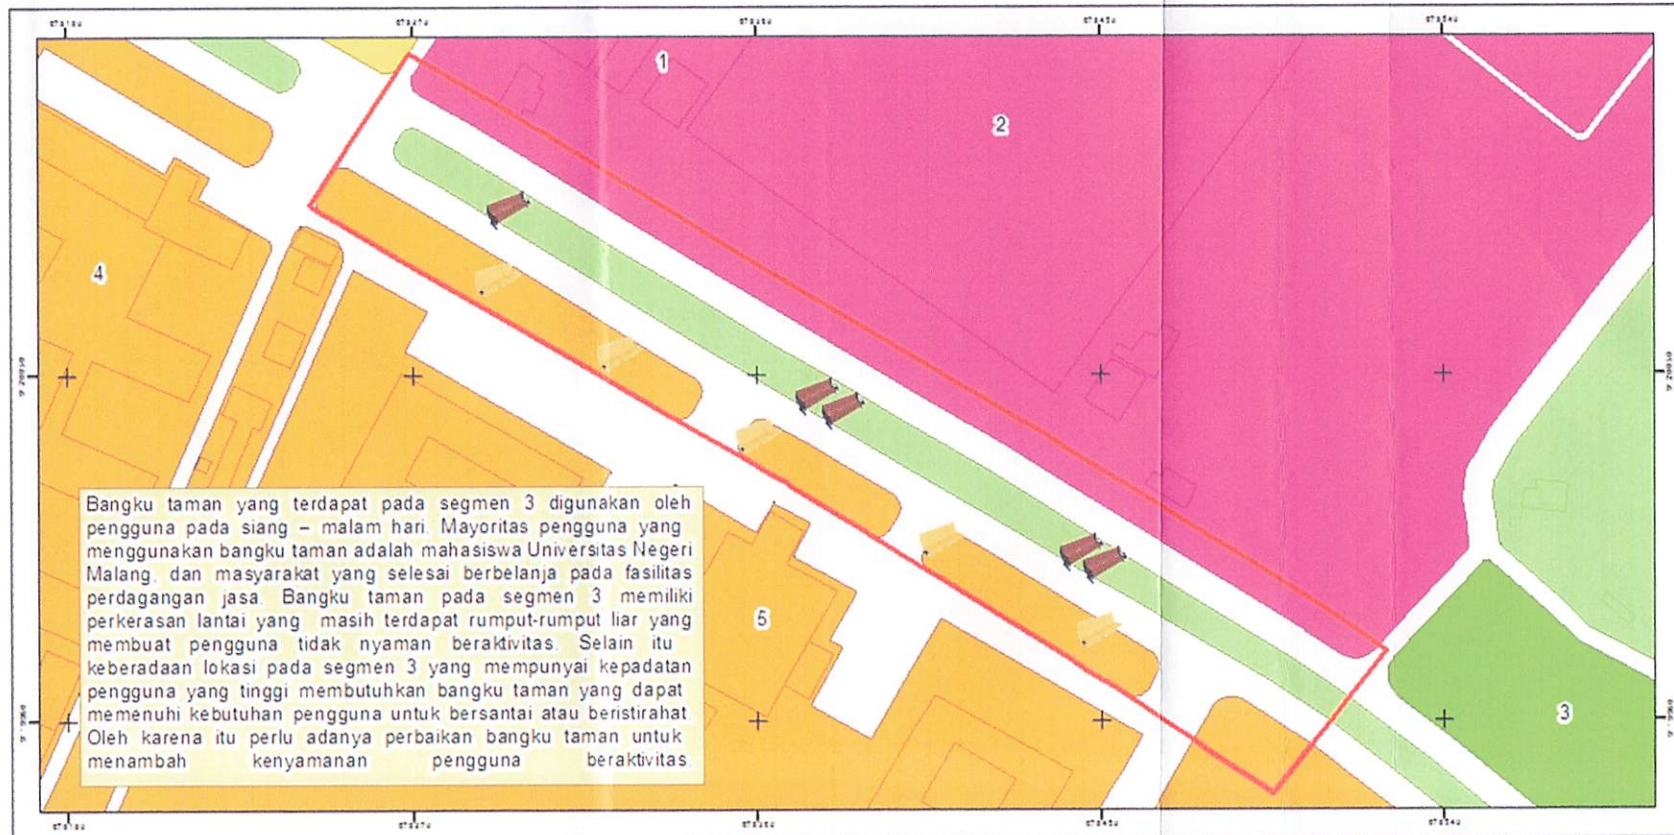 1
2
4
Bangku taman yang terdapat pada segmen 3 digunakan oleh
pengguna pada siang – malam hari. Mayoritas pengguna yang
menggunakan bangku taman adalah mahasiswa Universitas Negeri
Malang, dan masyarakat yang selesai berbelanja pada fasilitas
perdagangan jasa. Bangku taman pada segmen 3 memiliki
perkerasan lantai yang masih terdapat rumput-rumput liar yang
membuat pengguna tidak nyaman beraktivitas. Selain itu
keberadaan lokasi pada segmen 3 yang mempunyai kepadatan
pengguna yang tinggi membutuhkan bangku taman yang dapat
memenuhi kebutuhan pengguna untuk bersantai atau beristirahat.
Oleh karena itu perlu adanya perbaikan bangku taman untuk
menambah kenyamanan pengguna beraktivitas.
5
3